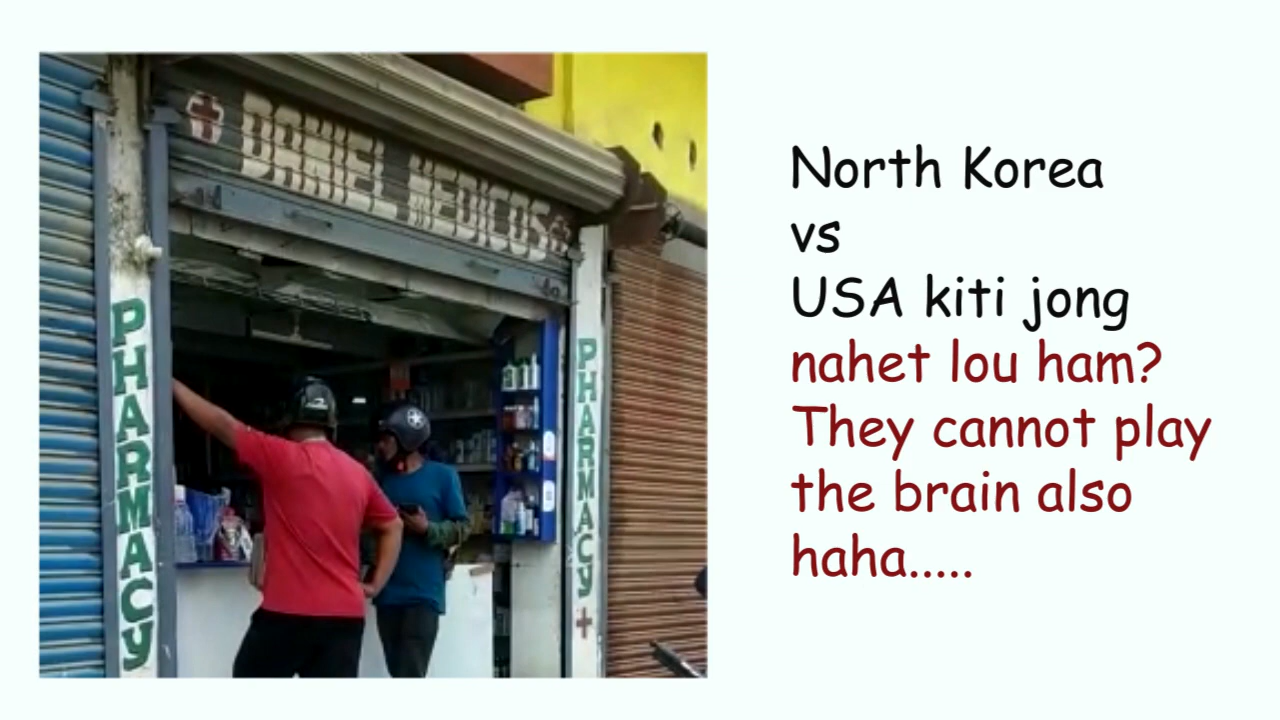 DANIEL MEDICOS
PHARMACY
PHARMACY
North Korea
vs
USA kiti jong
nahet lou ham?
They cannot play
the brain also
haha.....